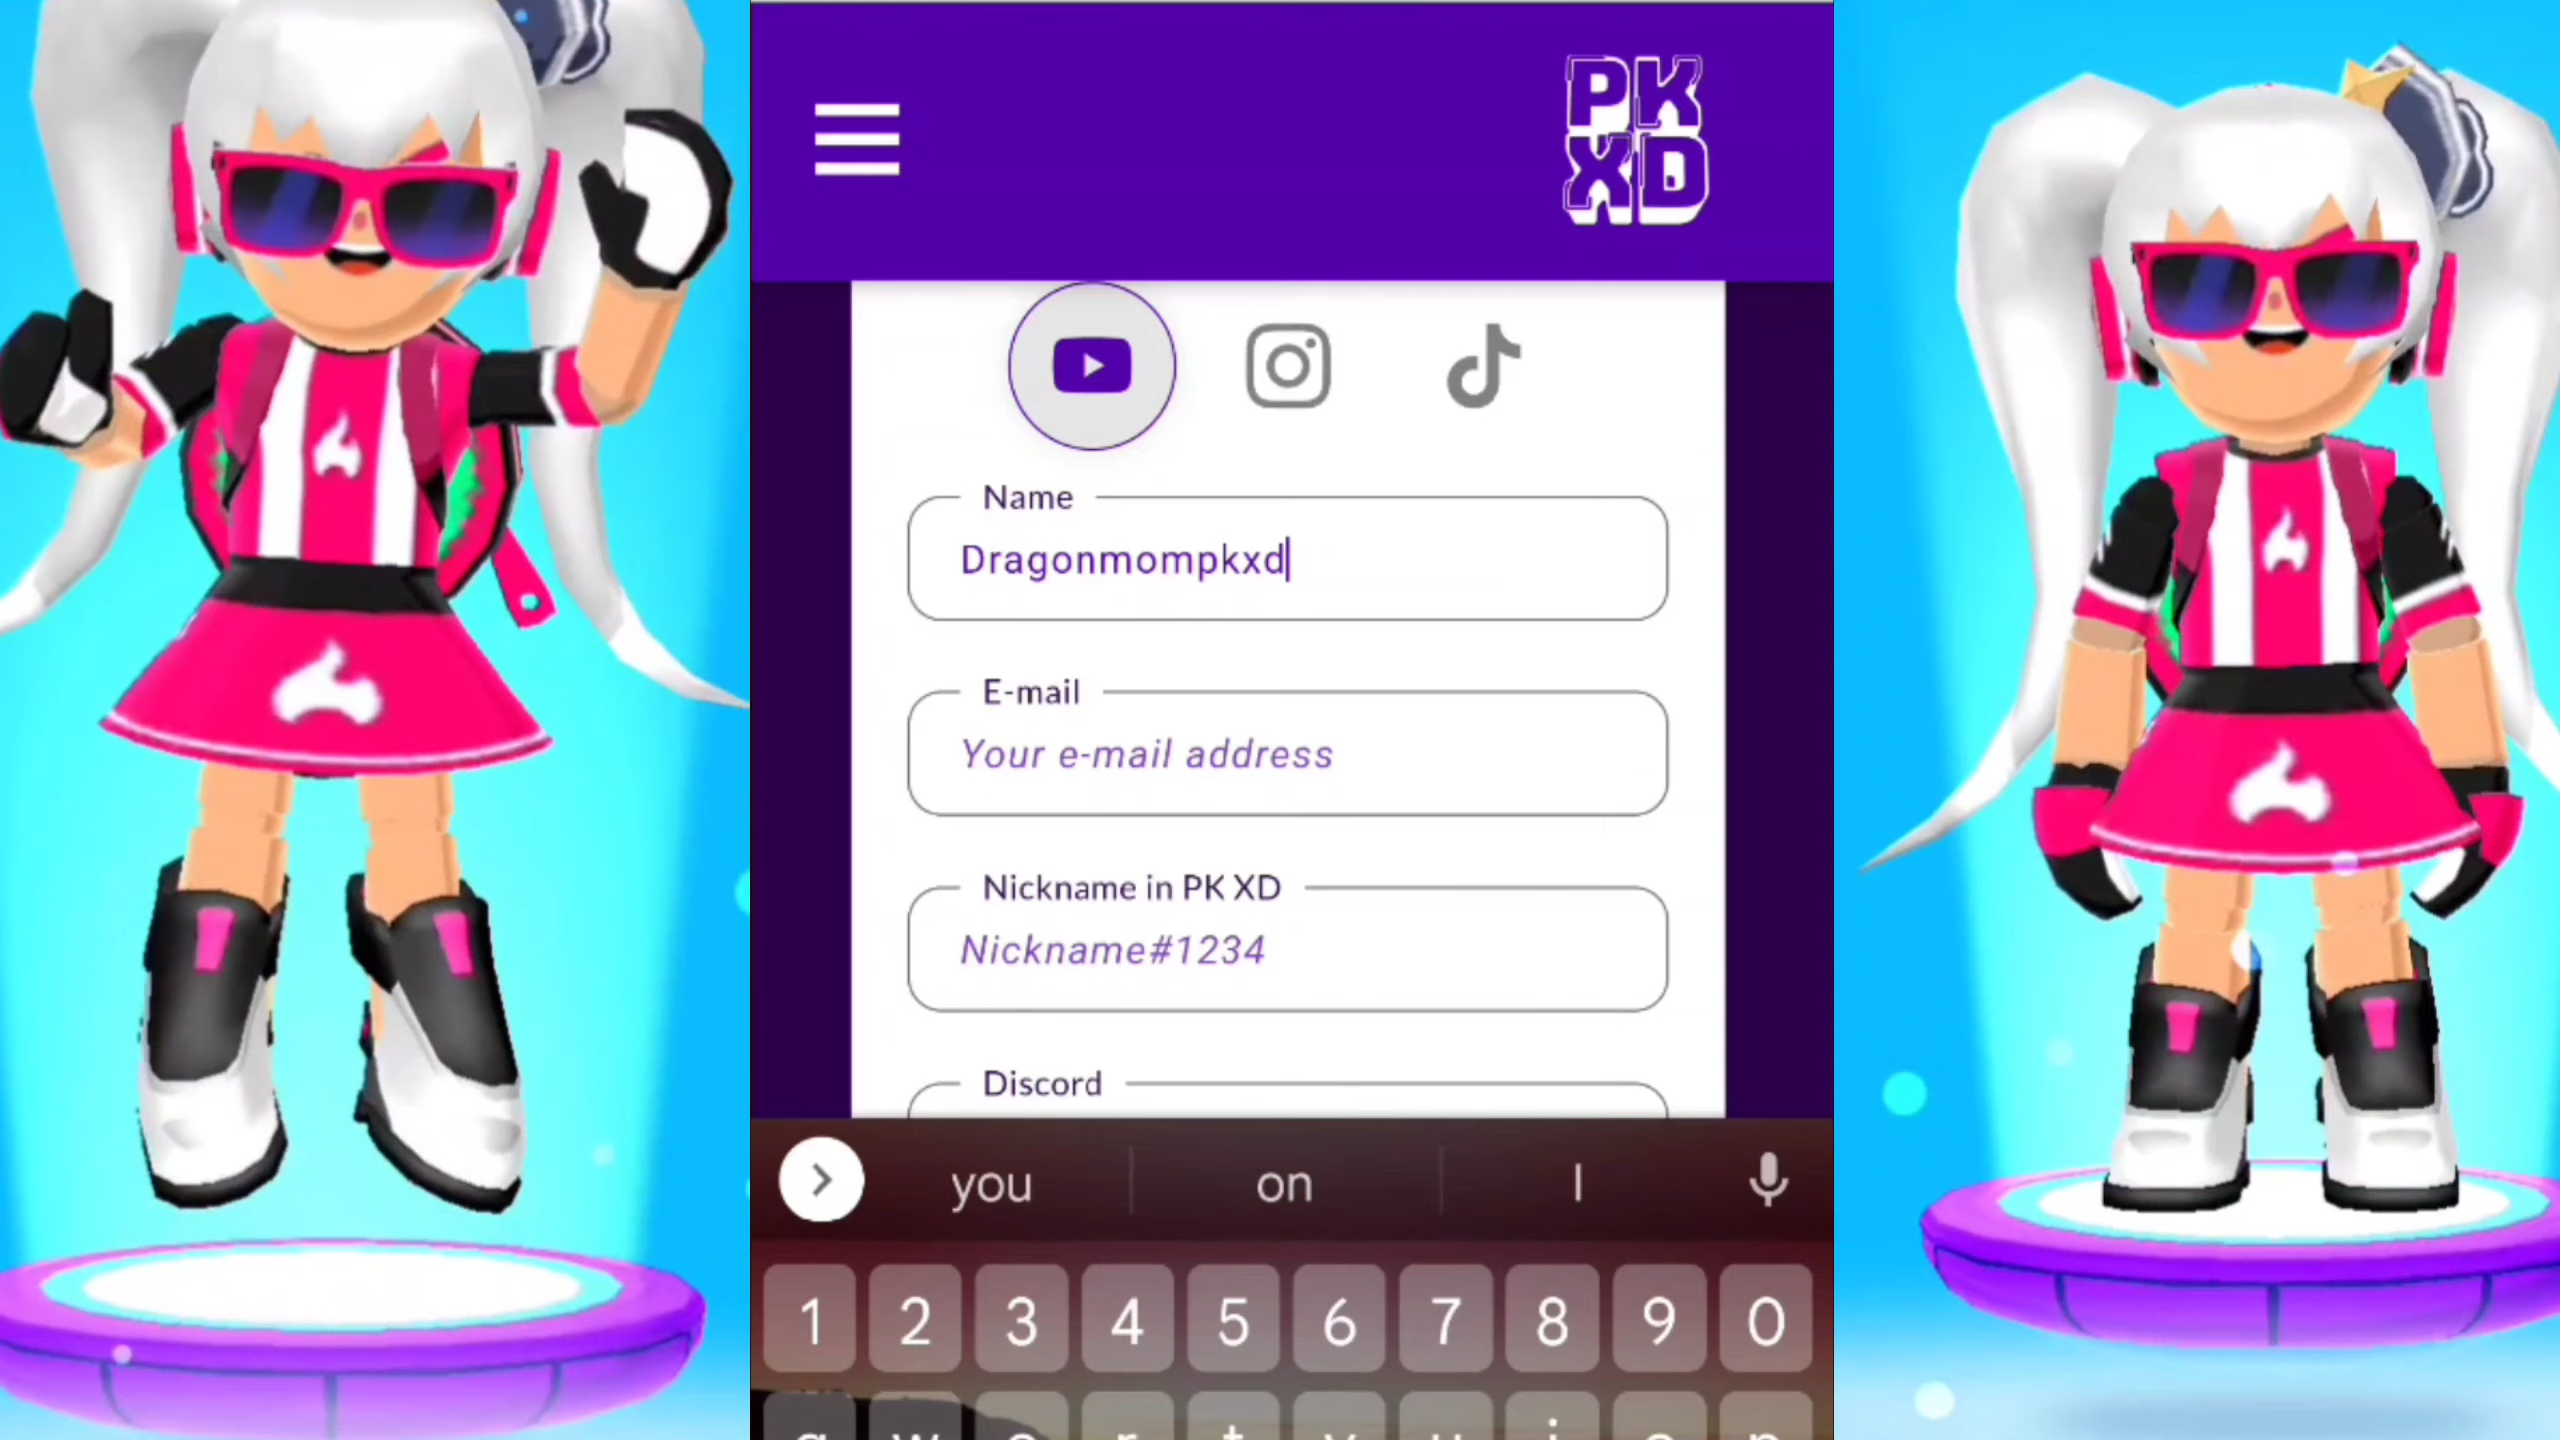 PK
XD
Name
Dragonmompkxd
E-mail
Your e-mail address
Nickname in PK XD
Nickname#1234
Discord
you on I
1 2 3 4 5 6 7 8 9 0
q w e r t y u i o p